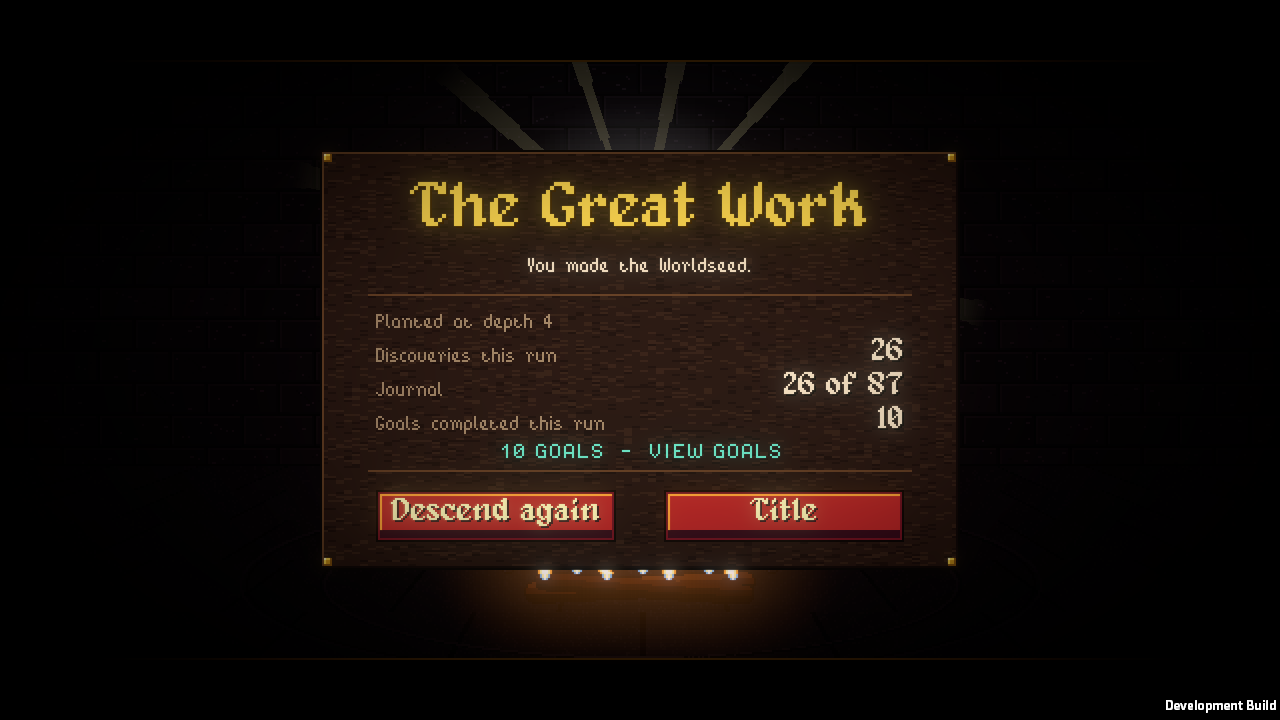 The Great Work
You made the Worldseed.
Planted at depth 4
Discoveries this run 26
Journal 26 of 87
Goals completed this run 10
10 GOALS - VIEW GOALS
Descend again
Title
Development Build